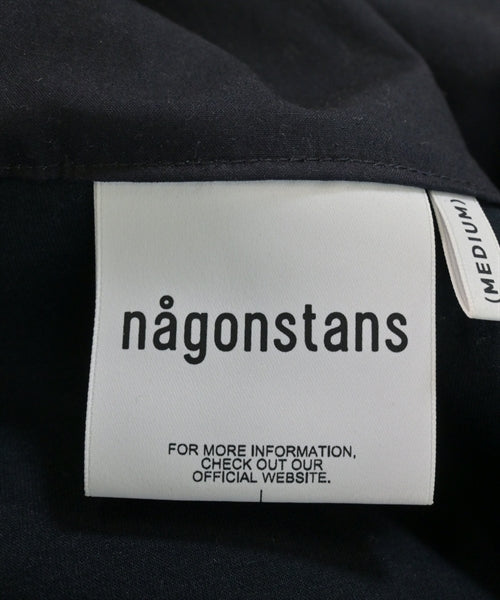 någonstans
FOR MORE INFORMATION,
CHECK OUT OUR
OFFICIAL WEBSITE.
(MEDIUM)